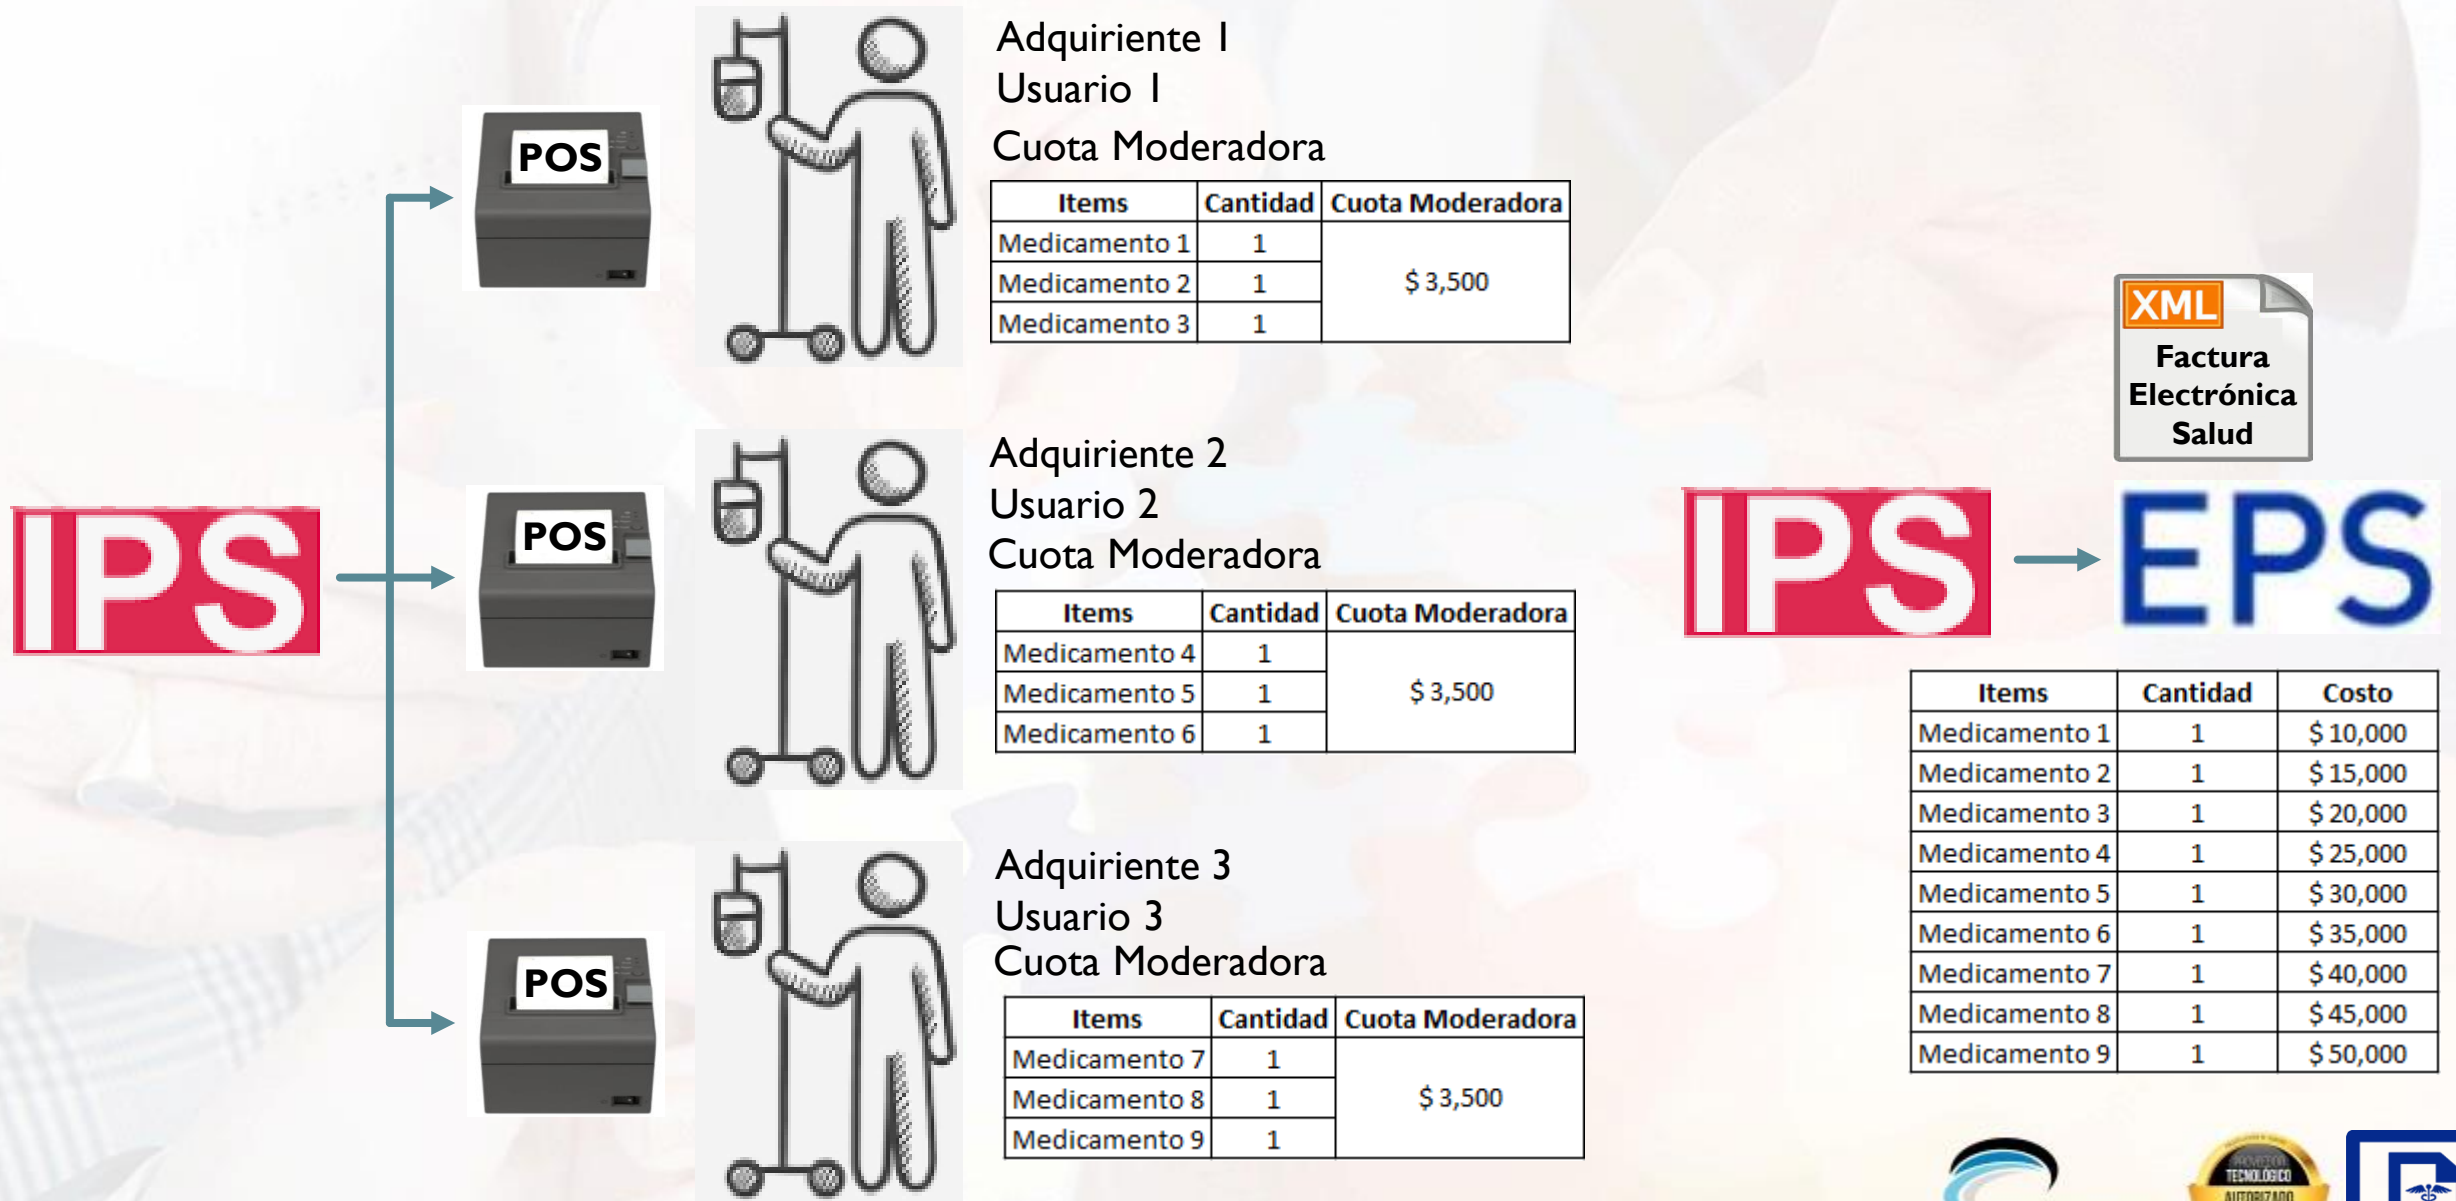 Adquiriente 1
Usuario 1
Cuota Moderadora
POS
Items Cantidad Cuota Moderadora
Medicamento 1 1
Medicamento 2 1 $ 3,500
Medicamento 3 1
Adquiriente 2
Usuario 2
Cuota Moderadora
POS
Items Cantidad Cuota Moderadora
Medicamento 4 1
Medicamento 5 1 $ 3,500
Medicamento 6 1
IPS
Adquiriente 3
Usuario 3
Cuota Moderadora
POS
Items Cantidad Cuota Moderadora
Medicamento 7 1
Medicamento 8 1 $ 3,500
Medicamento 9 1
XML
Factura
Electrónica
Salud
IPS EPS
Items Cantidad Costo
Medicamento 1 1 $ 10,000
Medicamento 2 1 $ 15,000
Medicamento 3 1 $ 20,000
Medicamento 4 1 $ 25,000
Medicamento 5 1 $ 30,000
Medicamento 6 1 $ 35,000
Medicamento 7 1 $ 40,000
Medicamento 8 1 $ 45,000
Medicamento 9 1 $ 50,000
TECNOLÓGICO
AUTORIZADO